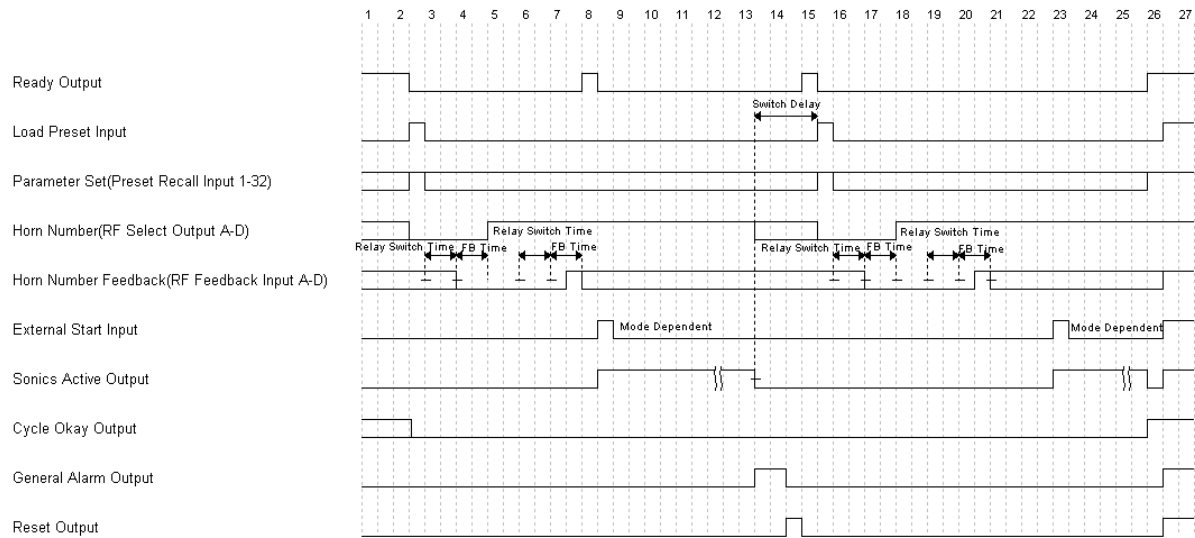 1 2 3 4 5 6 7 8 9 10 11 12 13 14 15 16 17 18 19 20 21 22 23 24 25 26 27
Ready Output
Switch Delay
Load Preset Input
Parameter Set(Preset Recall Input 1-32)
Horn Number(RF Select Output A-D)
Relay Switch Time
Relay Switch Time
Relay Switch Time FB Time
FB Time
Relay Switch Time FB Time
FB Time
Horn Number Feedback(RF Feedback Input A-D)
External Start Input
Mode Dependent
Mode Dependent
Sonics Active Output
Cycle Okay Output
General Alarm Output
Reset Output